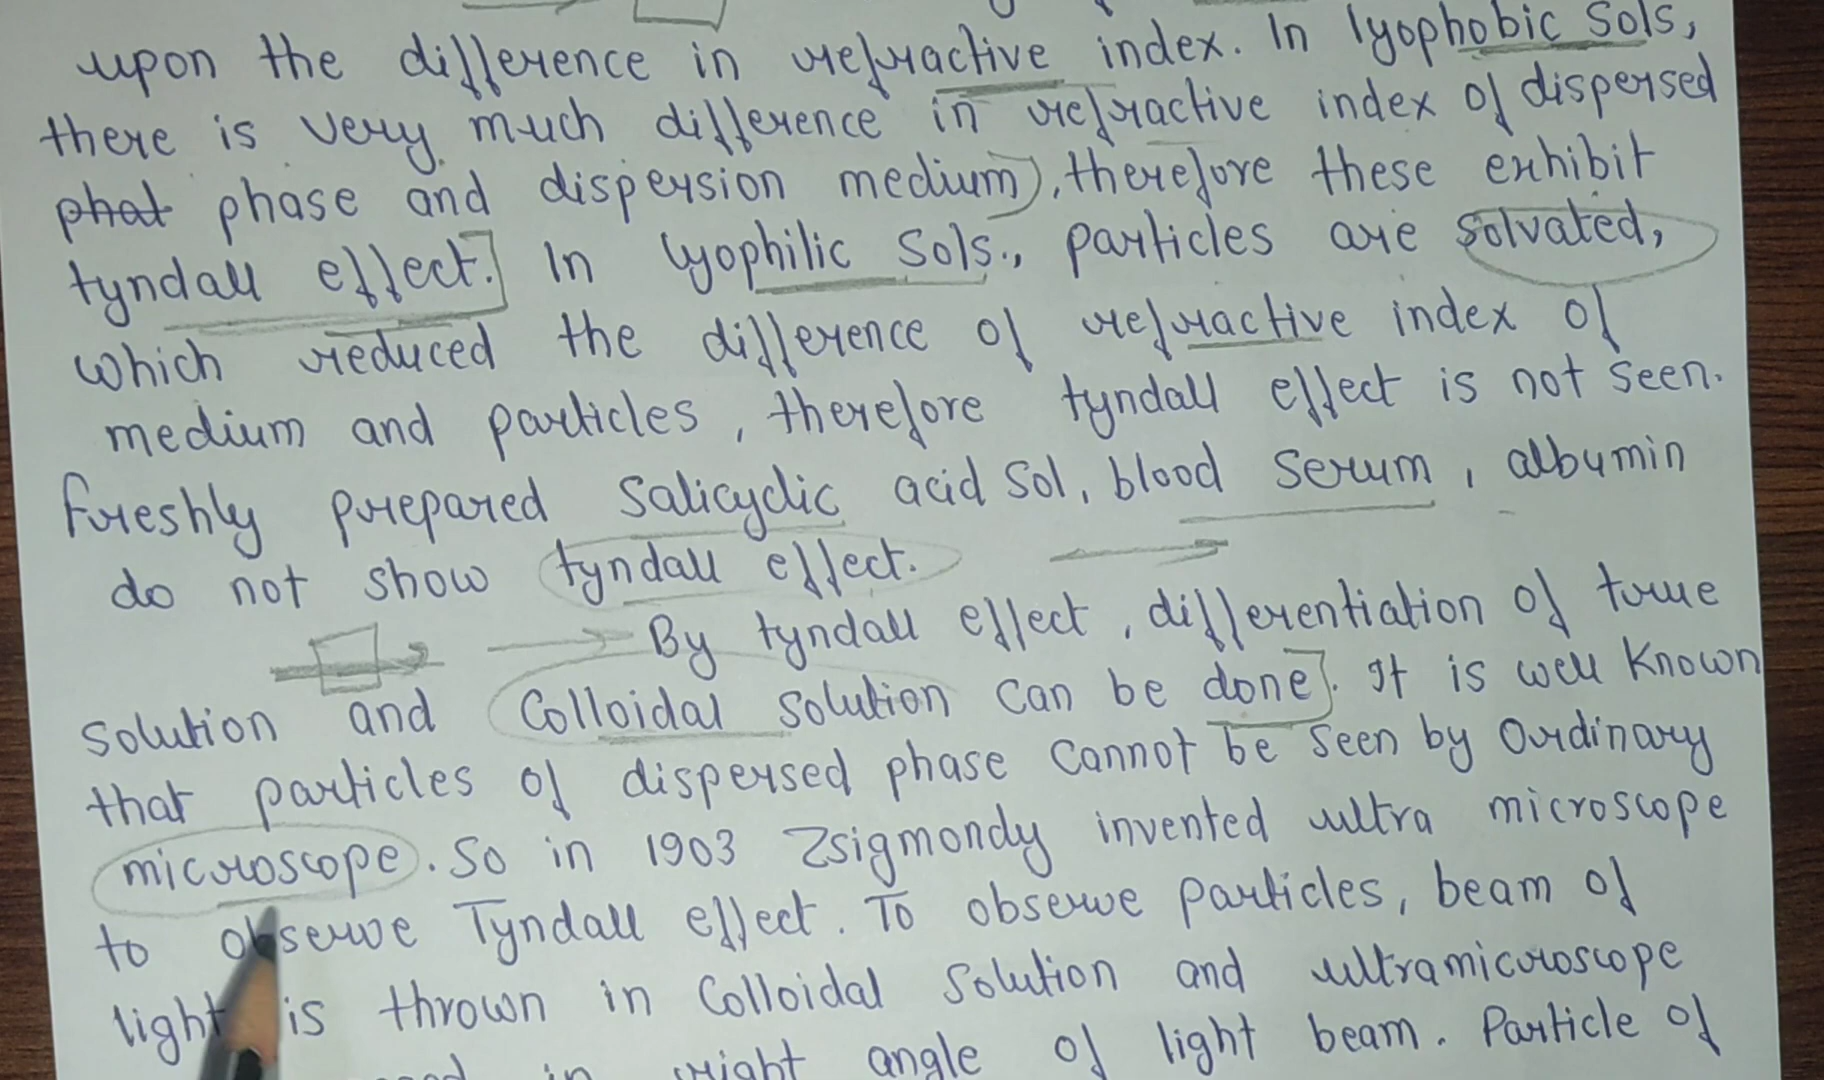 upon the difference in refractive index. In lyophobic sols,
there is very much difference in refractive index of dispersed
phat phase and dispersion medium), therefore these exhibit
tyndall effect.] In lyophilic sols., particles are solvated,
which reduced the difference of refractive index of
medium and particles, therefore tyndall effect is not seen.
freshly prepared salicyclic acid sol, blood serum, albumin
do not show tyndall effect.
By tyndall effect, differentiation of true
solution and Colloidal solution can be done]. It is well known
that particles of dispersed phase cannot be seen by ordinary
microscope. So in 1903 Zsigmondy invented ultra microscope
to observe Tyndall effect. To observe particles, beam of
light is thrown in Colloidal solution and ultramicroscope
in right angle of light beam. Particle of